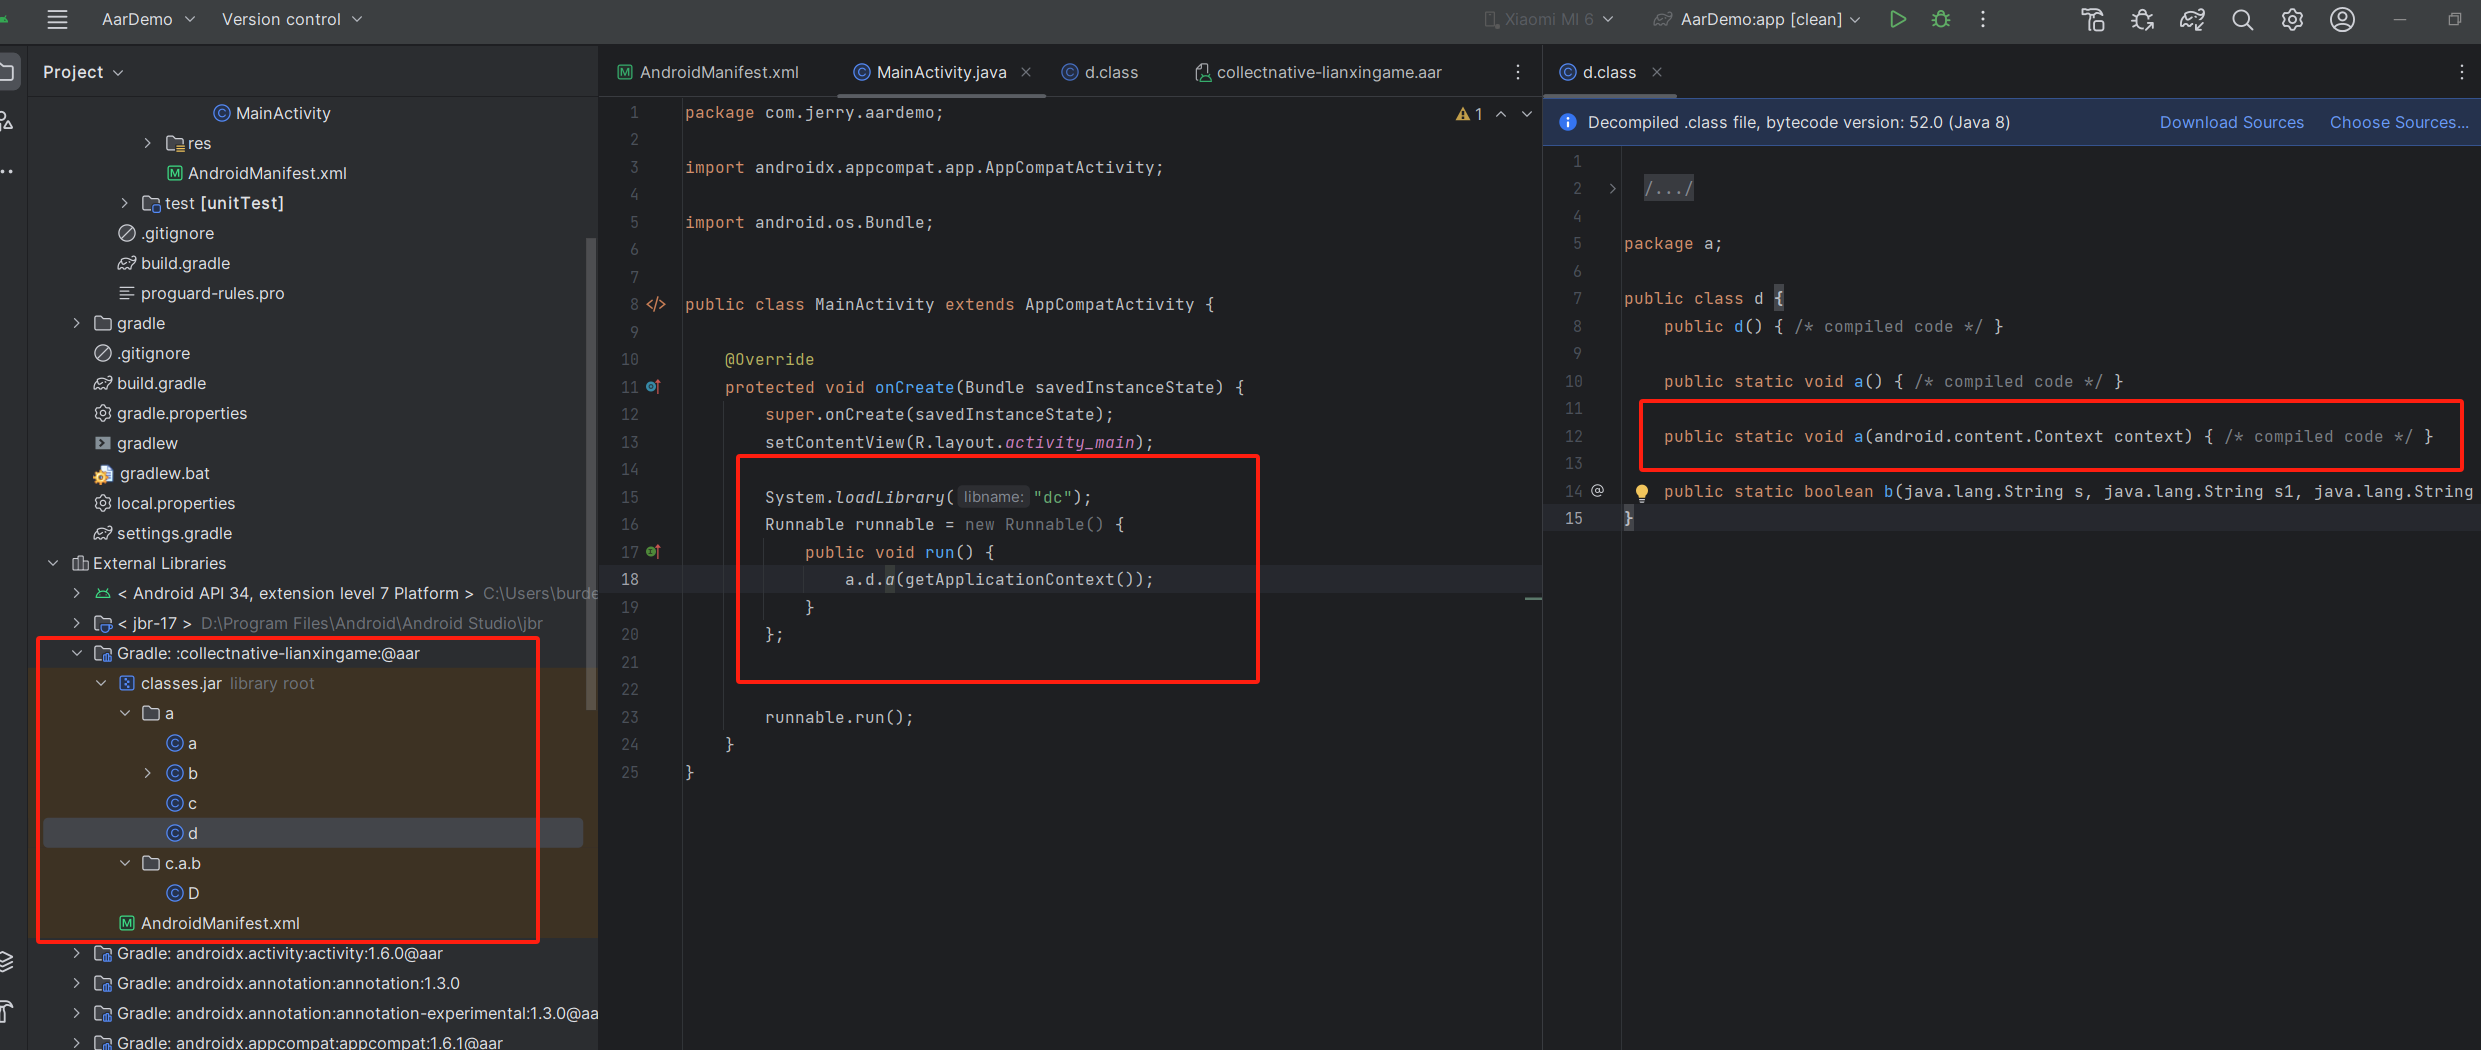 AarDemo
Version control
Xiaomi MI 6
AarDemo:app [clean]
Project
MainActivity
res
AndroidManifest.xml
test [unitTest]
.gitignore
build.gradle
proguard-rules.pro
gradle
.gitignore
build.gradle
gradle.properties
gradlew
gradlew.bat
local.properties
settings.gradle
External Libraries
< Android API 34, extension level 7 Platform > C:\Users\burde
< jbr-17 > D:\Program Files\Android\Android Studio\jbr
Gradle: :collectnative-lianxingame:@aar
classes.jar library root
a
a
b
c
d
c.a.b
D
AndroidManifest.xml
Gradle: androidx.activity:activity:1.6.0@aar
Gradle: androidx.annotation:annotation:1.3.0
Gradle: androidx.annotation:annotation-experimental:1.3.0@aa
Gradle: androidx.appcompat:appcompat:1.6.1@aar
AndroidManifest.xml
MainActivity.java
d.class
collectnative-lianxingame.aar
1
1 package com.jerry.aardemo;
2
3 import androidx.appcompat.app.AppCompatActivity;
4
5 import android.os.Bundle;
6
7
8 public class MainActivity extends AppCompatActivity {
9
10 @Override
11 protected void onCreate(Bundle savedInstanceState) {
12 super.onCreate(savedInstanceState);
13 setContentView(R.layout.activity_main);
14
15 System.loadLibrary( libname: "dc");
16 Runnable runnable = new Runnable() {
17 public void run() {
18 a.d.a(getApplicationContext());
19 }
20 };
21
22
23 runnable.run();
24 }
25 }
d.class
Decompiled .class file, bytecode version: 52.0 (Java 8)
Download Sources
Choose Sources...
1
2 /.../
4
5 package a;
6
7 public class d {
8 public d() { /* compiled code */ }
9
10 public static void a() { /* compiled code */ }
11
12 public static void a(android.content.Context context) { /* compiled code */ }
13
14 public static boolean b(java.lang.String s, java.lang.String s1, java.lang.String
15 }